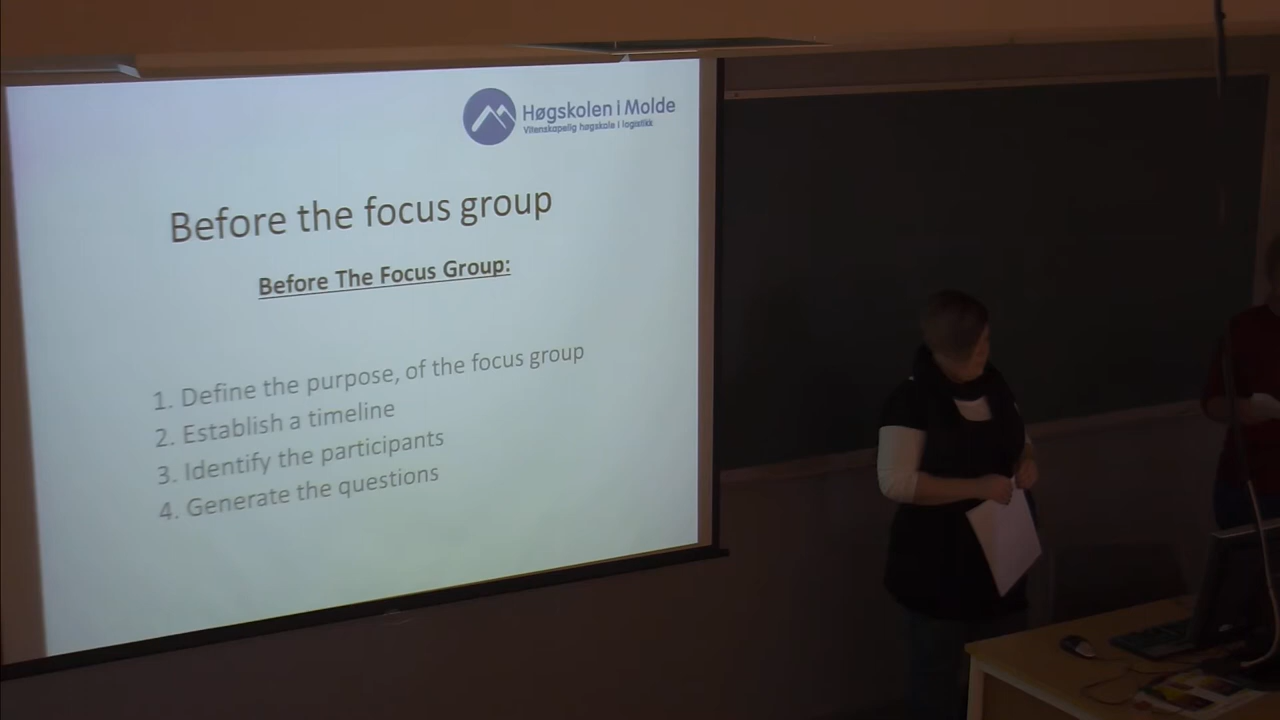 Høgskolen i Molde
Vitenskapelig høgskole i logistikk
Before the focus group
Before The Focus Group:
1. Define the purpose, of the focus group
2. Establish a timeline
3. Identify the participants
4. Generate the questions